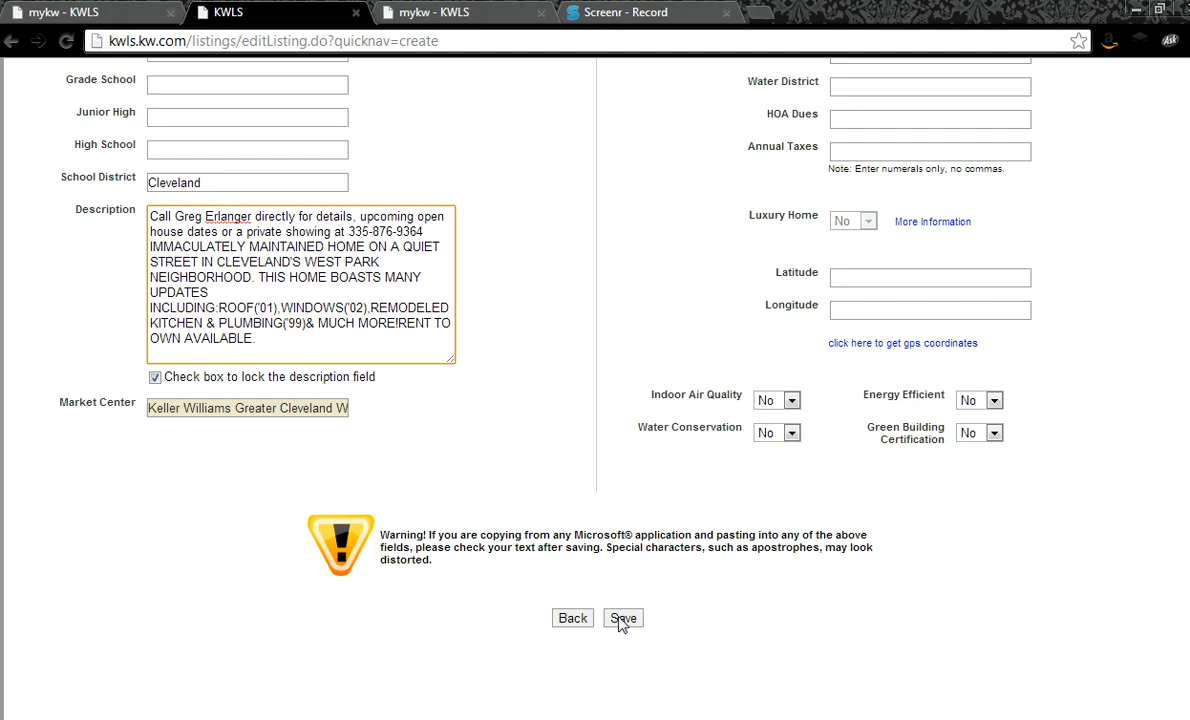 mykw - KWLS
KWLS
mykw - KWLS
Screenr - Record
kwls.kw.com/listings/editListing.do?quicknav=create
Ask
Grade School
Junior High
High School
School District
Cleveland
Description
Call Greg Erlanger directly for details, upcoming open
house dates or a private showing at 335-876-9364
IMMACULATELY MAINTAINED HOME ON A QUIET
STREET IN CLEVELAND'S WEST PARK
NEIGHBORHOOD. THIS HOME BOASTS MANY
UPDATES
INCLUDING:ROOF('01),WINDOWS('02),REMODELED
KITCHEN & PLUMBING('99)& MUCH MORE!RENT TO
OWN AVAILABLE.
Check box to lock the description field
Market Center
Keller Williams Greater Cleveland W
Water District
HOA Dues
Annual Taxes
Note: Enter numerals only, no commas.
Luxury Home
No
More Information
Latitude
Longitude
click here to get gps coordinates
Indoor Air Quality
No
Energy Efficient
No
Water Conservation
No
Green Building
Certification
No
Warning! If you are copying from any Microsoft® application and pasting into any of the above
fields, please check your text after saving. Special characters, such as apostrophes, may look
distorted.
Back
Save